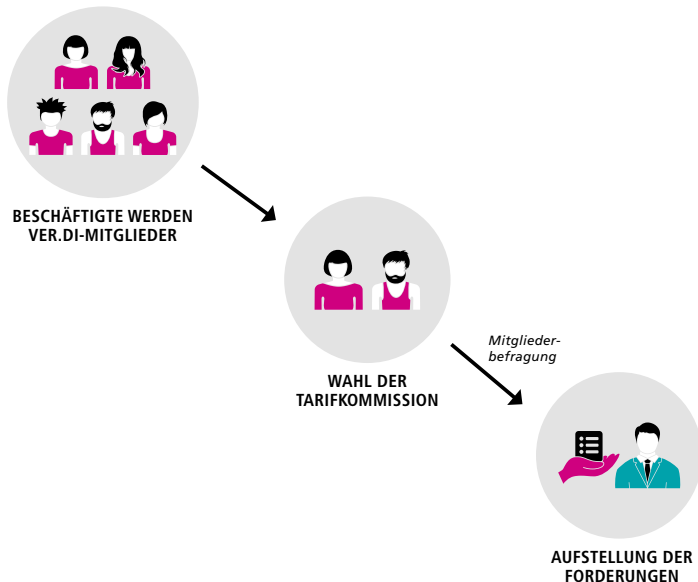 BESCHÄFTIGTE WERDEN
VER.DI-MITGLIEDER
WAHL DER
TARIFKOMMISSION
Mitglieder-
befragung
AUFSTELLUNG DER
FORDERUNGEN